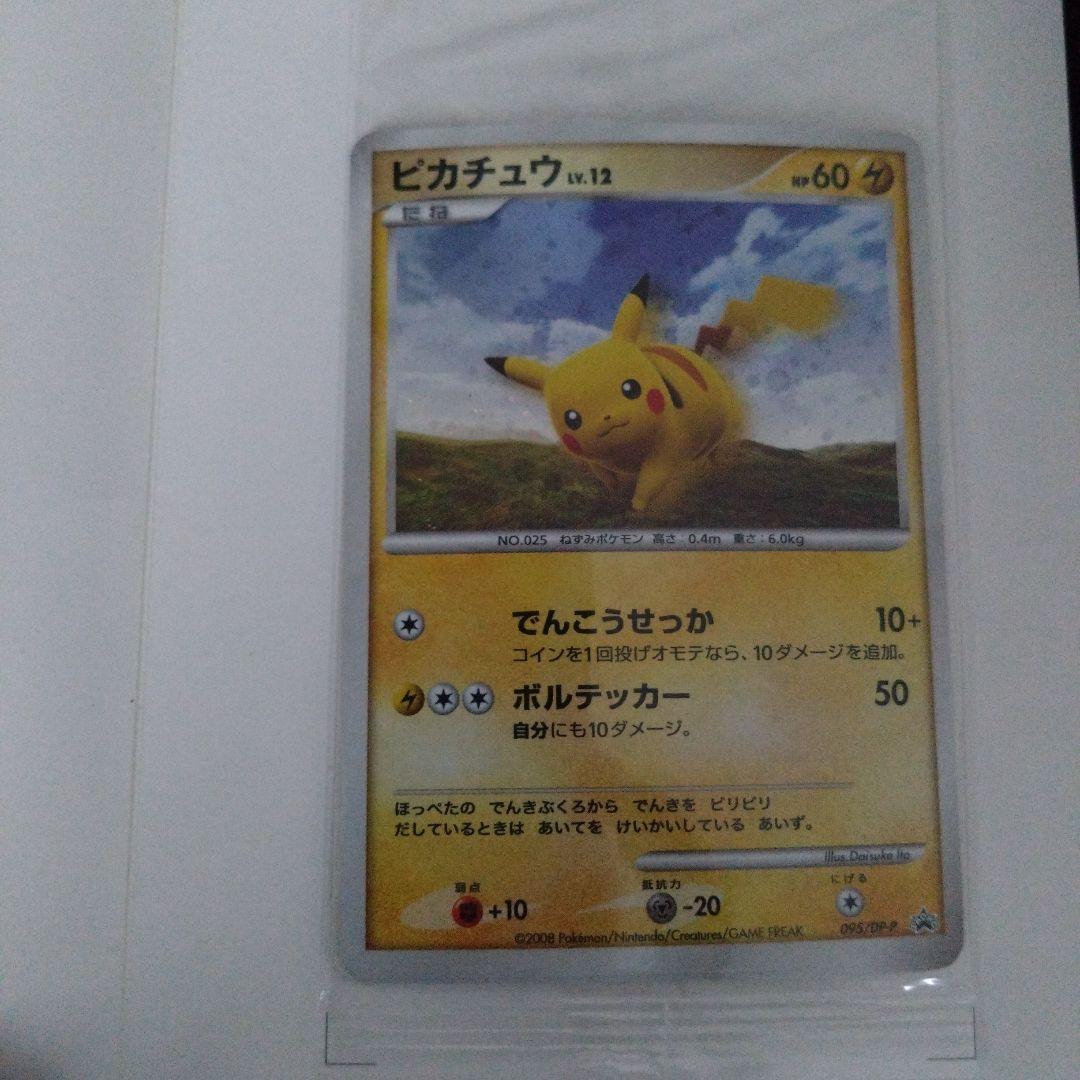 ピカチュウ LV.12 HP60
たね
NO.025 ねずみポケモン 高さ：0.4m 重さ：6.0kg
でんこうせっか 10+
コインを1回投げオモテなら、10ダメージを追加。
ボルテッカー 50
自分にも10ダメージ。
ほっぺたの でんきぶくろから でんきを ピリピリ
だしているときは あいてを けいかいしている あいず。
Illus. Daisuke Ito
弱点 +10
抵抗力 -20
にげる
095/DP-P
©2008 Pokémon/Nintendo/Creatures/GAME FREAK